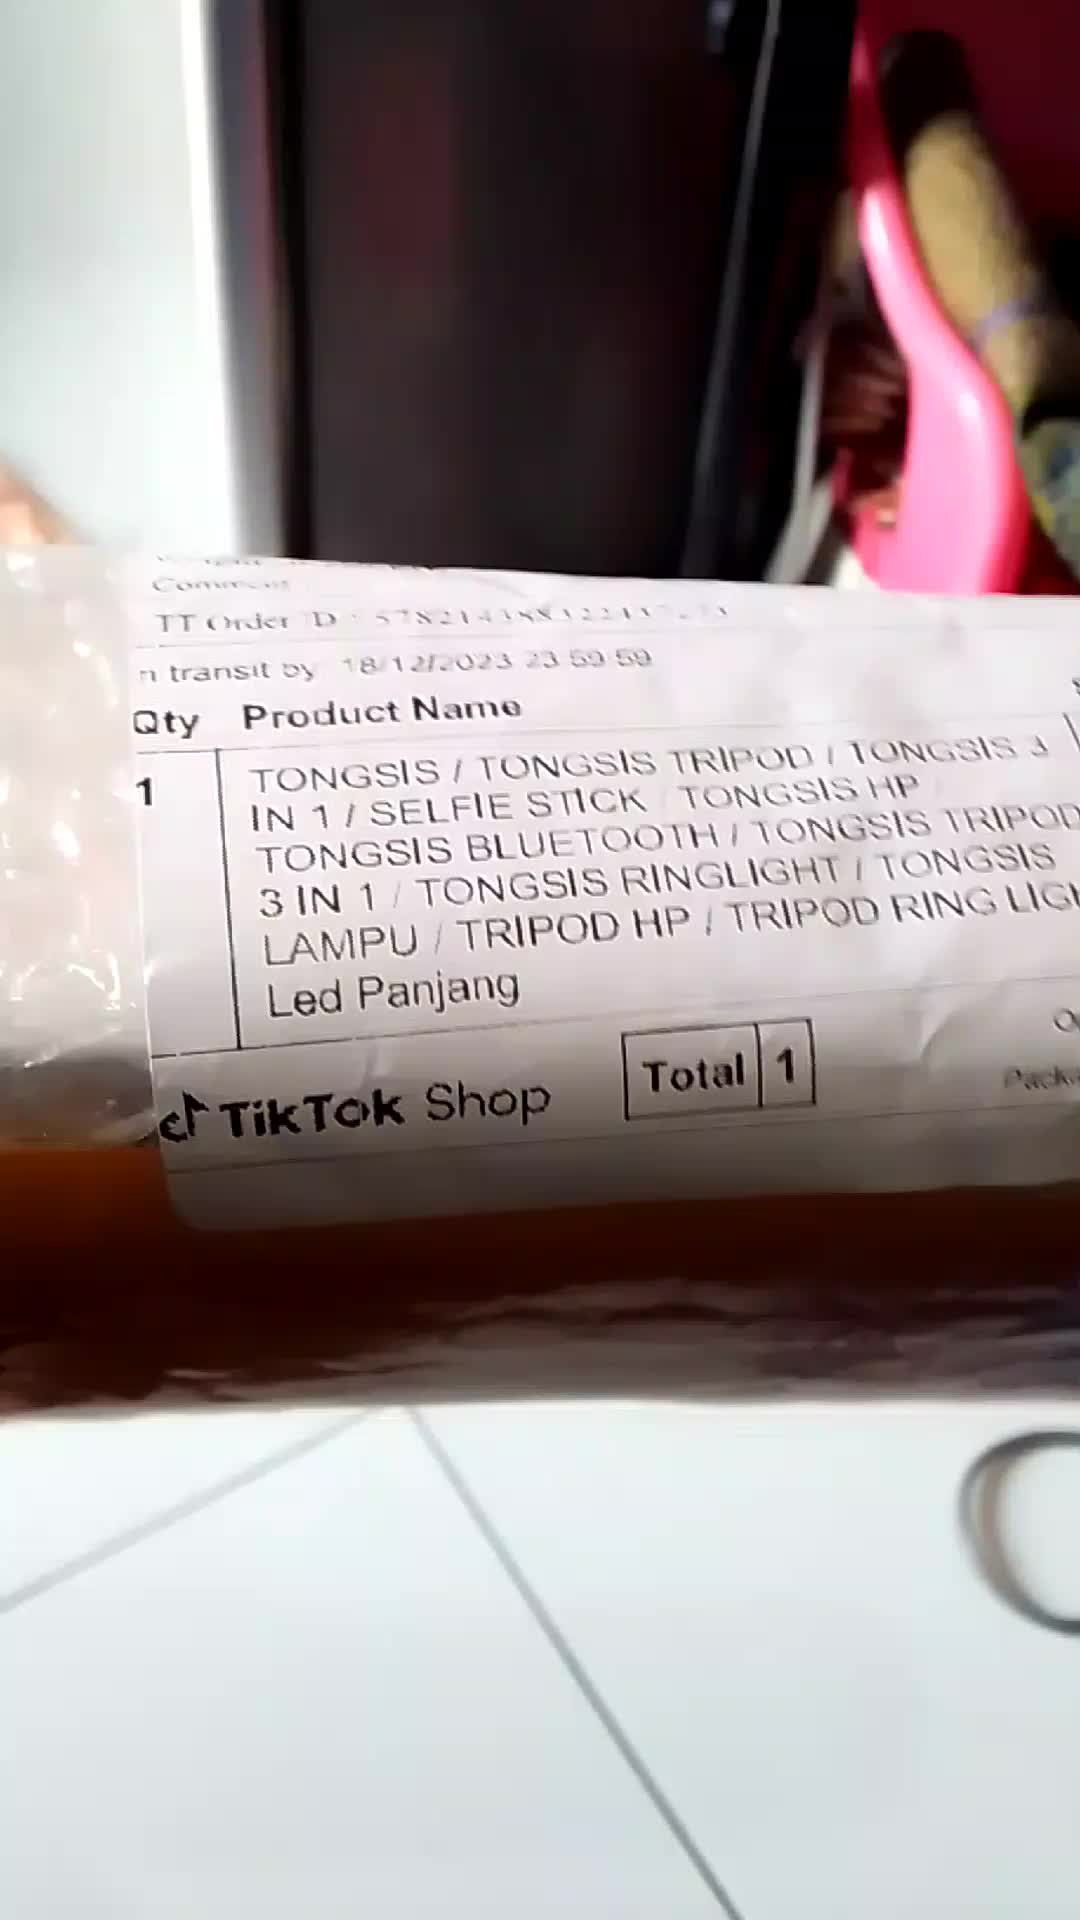 Comment
TT Order ID :
n transit by 18/12/2023 23:59:59
Qty Product Name
1 TONGSIS / TONGSIS TRIPOD / TONGSIS 3
IN 1 / SELFIE STICK TONGSIS HP
TONGSIS BLUETOOTH / TONGSIS TRIPOD
3 IN 1 / TONGSIS RINGLIGHT / TONGSIS
LAMPU / TRIPOD HP / TRIPOD RING LIGH
Led Panjang
TikTok Shop
Total 1